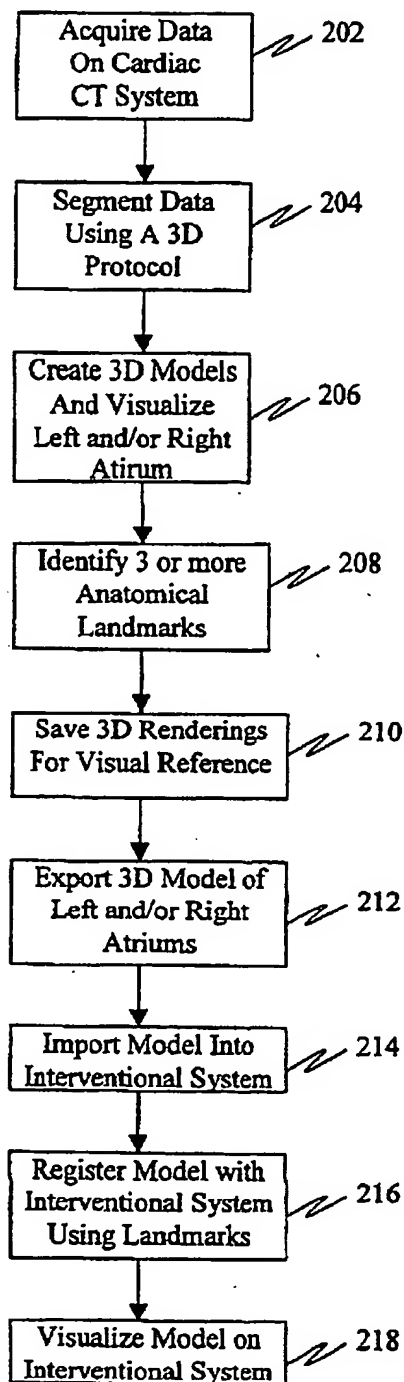 Acquire Data
On Cardiac
CT System
202
Segment Data
Using A 3D
Protocol
204
Create 3D Models
And Visualize
Left and/or Right
Atirum
206
Identify 3 or more
Anatomical
Landmarks
208
Save 3D Renderings
For Visual Reference
210
Export 3D Model of
Left and/or Right
Atriums
212
Import Model Into
Interventional System
214
Register Model with
Interventional System
Using Landmarks
216
Visualize Model on
Interventional System
218